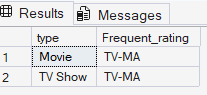 Results Messages
type Frequent_rating
1 Movie TV-MA
2 TV Show TV-MA